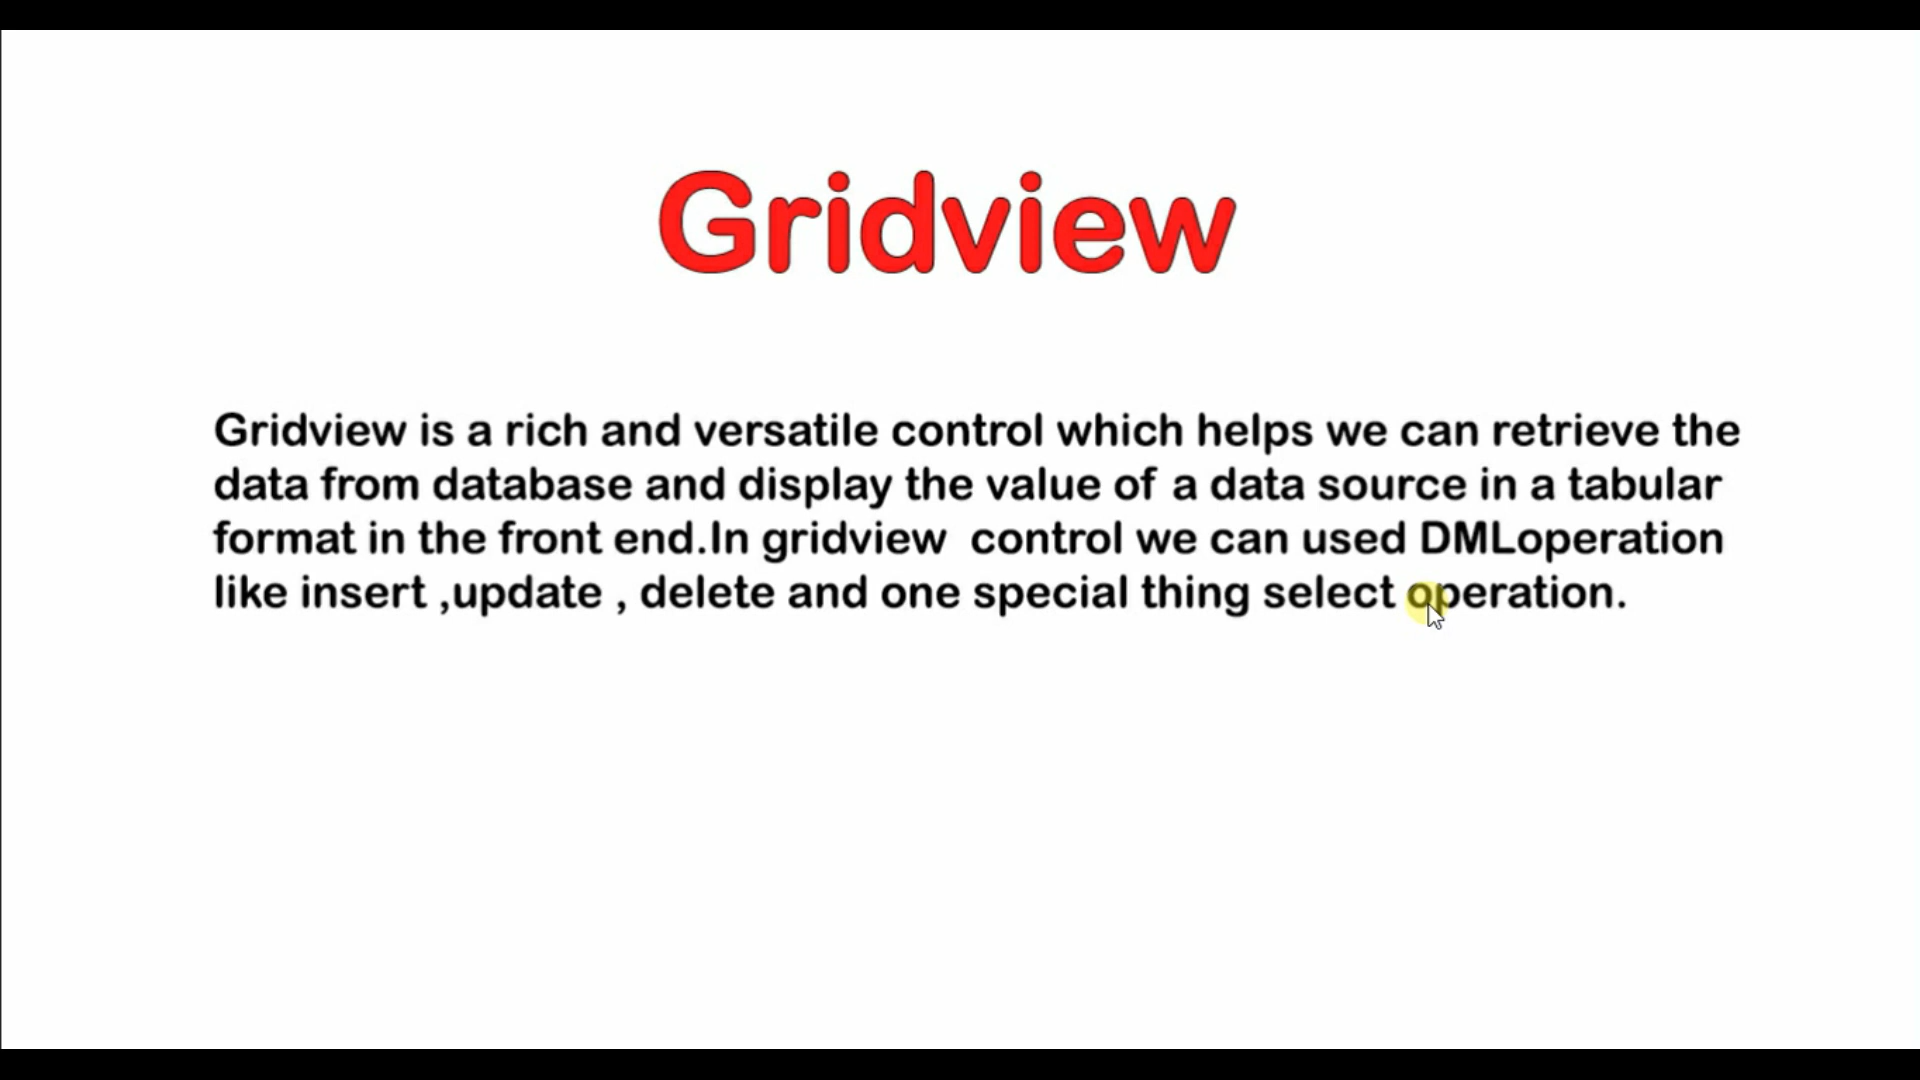 Gridview
Gridview is a rich and versatile control which helps we can retrieve the
data from database and display the value of a data source in a tabular
format in the front end.In gridview  control we can used DMLoperation
like insert ,update , delete and one special thing select operation.